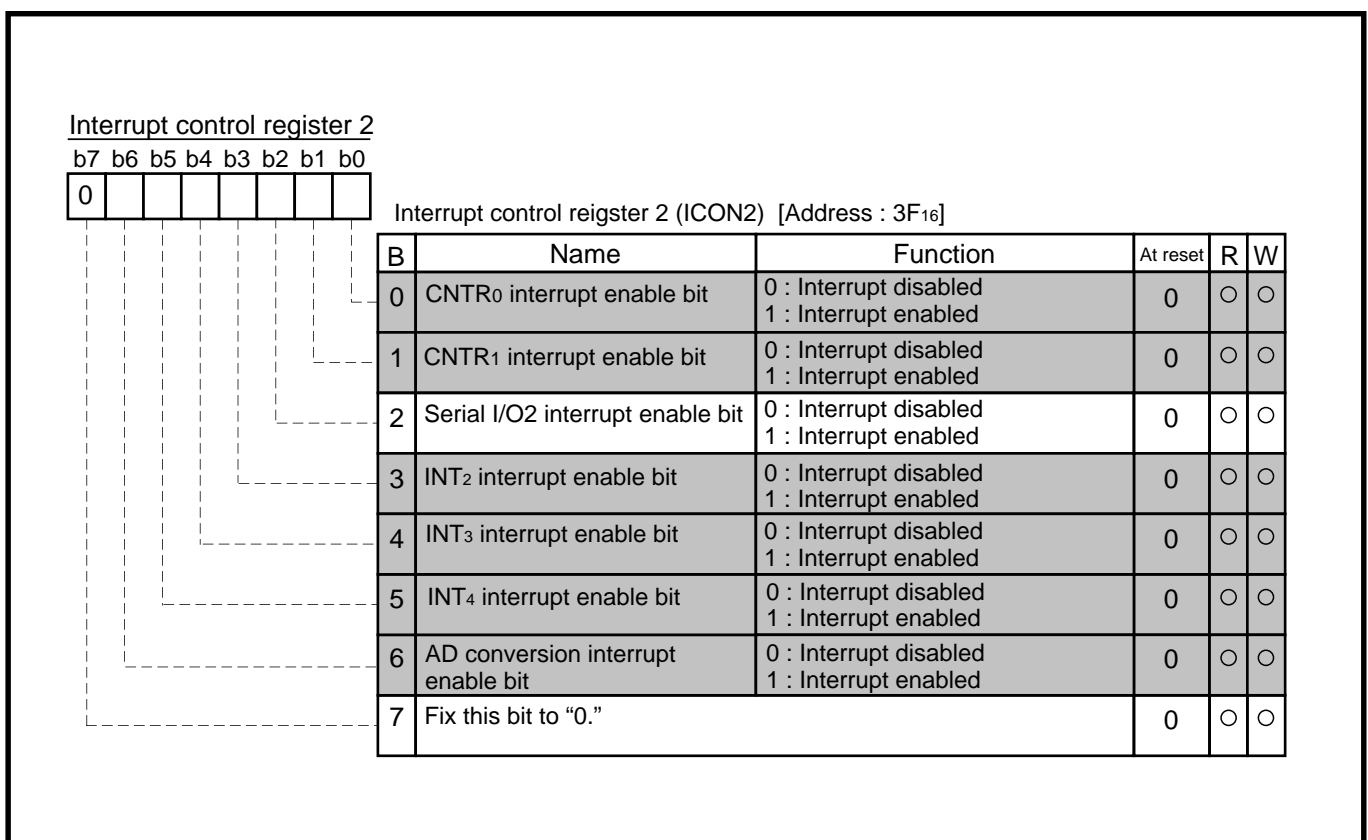 Interrupt control register 2
b7 b6 b5 b4 b3 b2 b1 b0
0
Interrupt control reigster 2 (ICON2) [Address : 3F16]
B Name Function At reset R W
0 CNTR0 interrupt enable bit 0 : Interrupt disabled 0 ○ ○
1 : Interrupt enabled
1 CNTR1 interrupt enable bit 0 : Interrupt disabled 0 ○ ○
1 : Interrupt enabled
2 Serial I/O2 interrupt enable bit 0 : Interrupt disabled 0 ○ ○
1 : Interrupt enabled
3 INT2 interrupt enable bit 0 : Interrupt disabled 0 ○ ○
1 : Interrupt enabled
4 INT3 interrupt enable bit 0 : Interrupt disabled 0 ○ ○
1 : Interrupt enabled
5 INT4 interrupt enable bit 0 : Interrupt disabled 0 ○ ○
1 : Interrupt enabled
6 AD conversion interrupt 0 : Interrupt disabled 0 ○ ○
enable bit 1 : Interrupt enabled
7 Fix this bit to “0.” 0 ○ ○